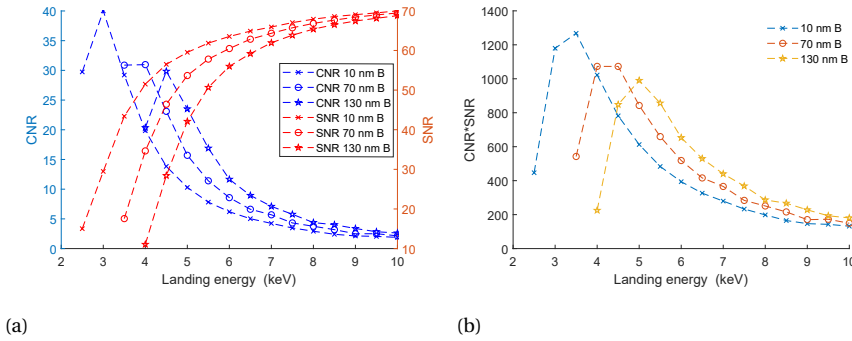 40
35
30
25
20
15
10
5
0
CNR
70
60
50
40
30
20
10
SNR
CNR 10 nm B
CNR 70 nm B
CNR 130 nm B
SNR 10 nm B
SNR 70 nm B
SNR 130 nm B
2 3 4 5 6 7 8 9 10
Landing energy (keV)
(a)
1400
1200
1000
800
600
400
200
0
CNR*SNR
10 nm B
70 nm B
130 nm B
2 3 4 5 6 7 8 9 10
Landing energy (keV)
(b)